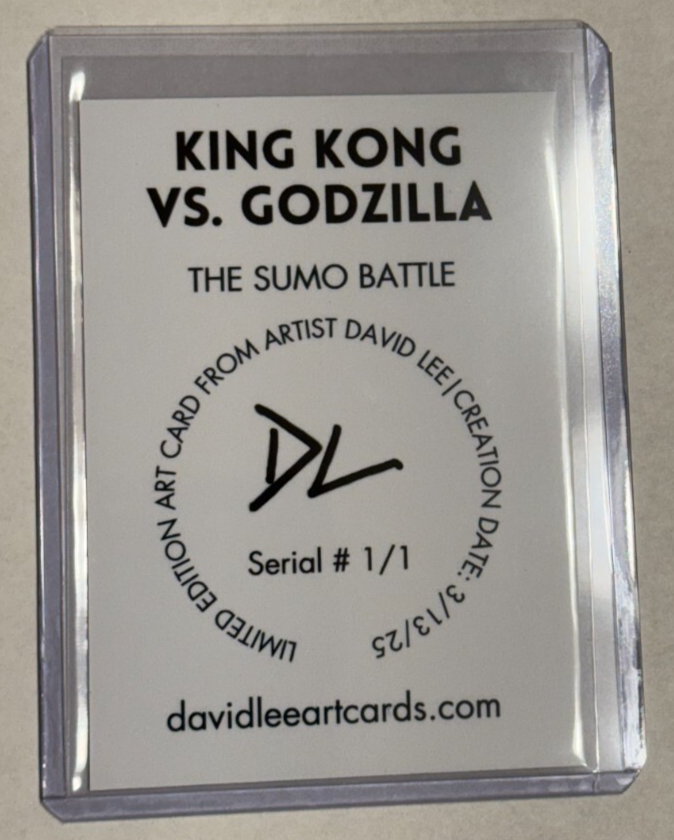 KING KONG
VS. GODZILLA
THE SUMO BATTLE
LIMITED EDITION ART CARD FROM ARTIST DAVID LEE | CREATION DATE: 3/13/25
DL
Serial # 1/1
davidleeartcards.com